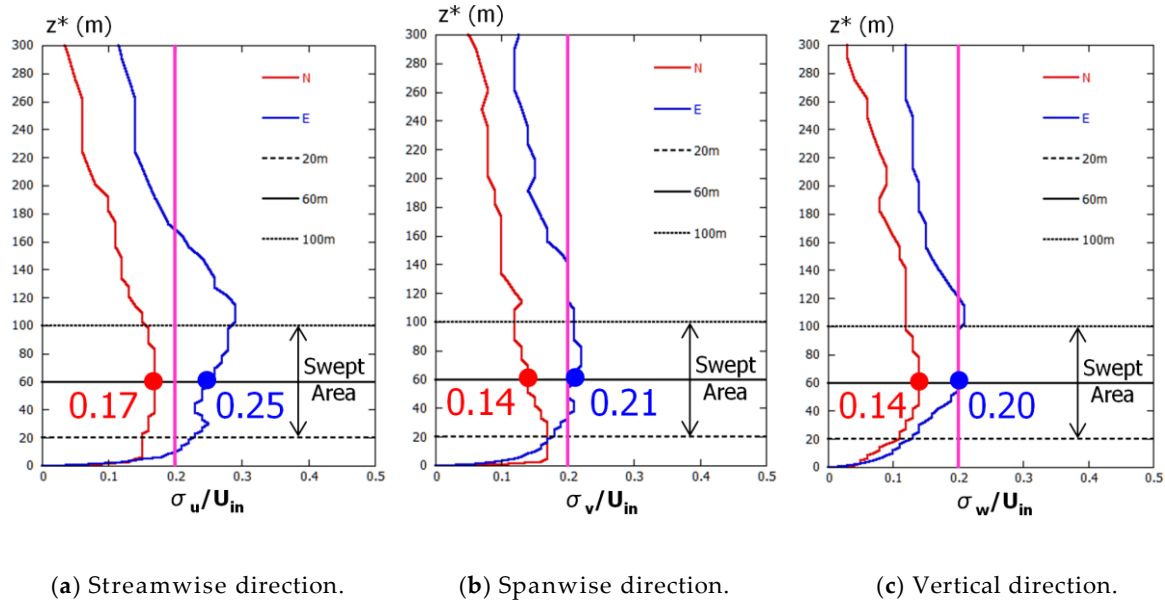 z* (m)
300
280
260
240
220
200
180
160
140
120
100
80
60
40
20
0
0
0.1
0.2
0.3
0.4
0.5
N
E
20m
60m
100m
Swept
Area
0.17
0.25
σu/Uin
(a) Streamwise direction.
z* (m)
300
280
260
240
220
200
180
160
140
120
100
80
60
40
20
0
0
0.1
0.2
0.3
0.4
0.5
N
E
20m
60m
100m
Swept
Area
0.14
0.21
σv/Uin
(b) Spanwise direction.
z* (m)
300
280
260
240
220
200
180
160
140
120
100
80
60
40
20
0
0
0.1
0.2
0.3
0.4
0.5
N
E
20m
60m
100m
Swept
Area
0.14
0.20
σw/Uin
(c) Vertical direction.